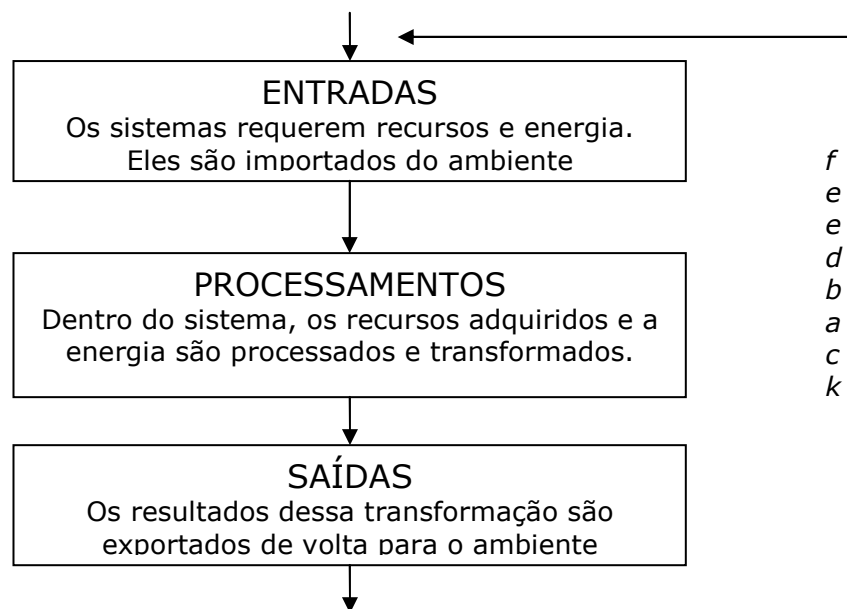 ENTRADAS
Os sistemas requerem recursos e energia.
Eles são importados do ambiente
PROCESSAMENTOS
Dentro do sistema, os recursos adquiridos e a
energia são processados e transformados.
SAÍDAS
Os resultados dessa transformação são
exportados de volta para o ambiente
f
e
e
d
b
a
c
k